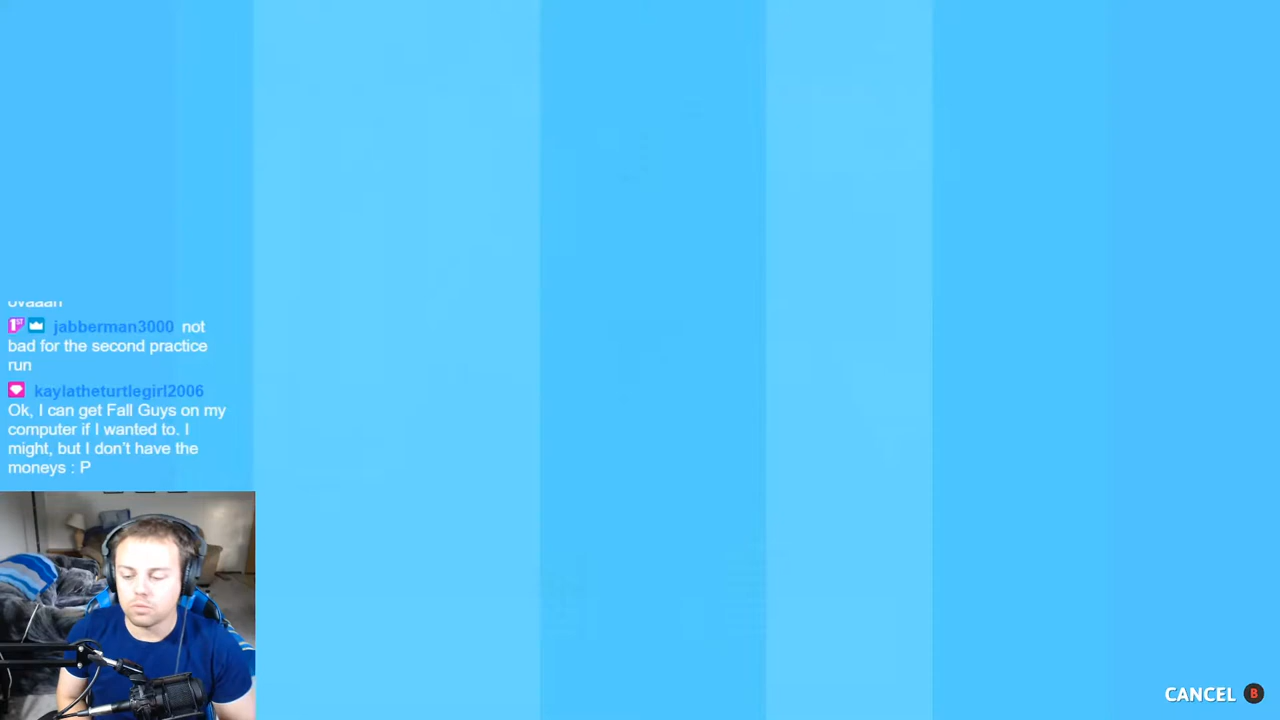 jabberman3000 not
bad for the second practice
run
kaylatheturtlegirl2006
Ok, I can get Fall Guys on my
computer if I wanted to. I
might, but I don't have the
moneys : P
CANCEL B